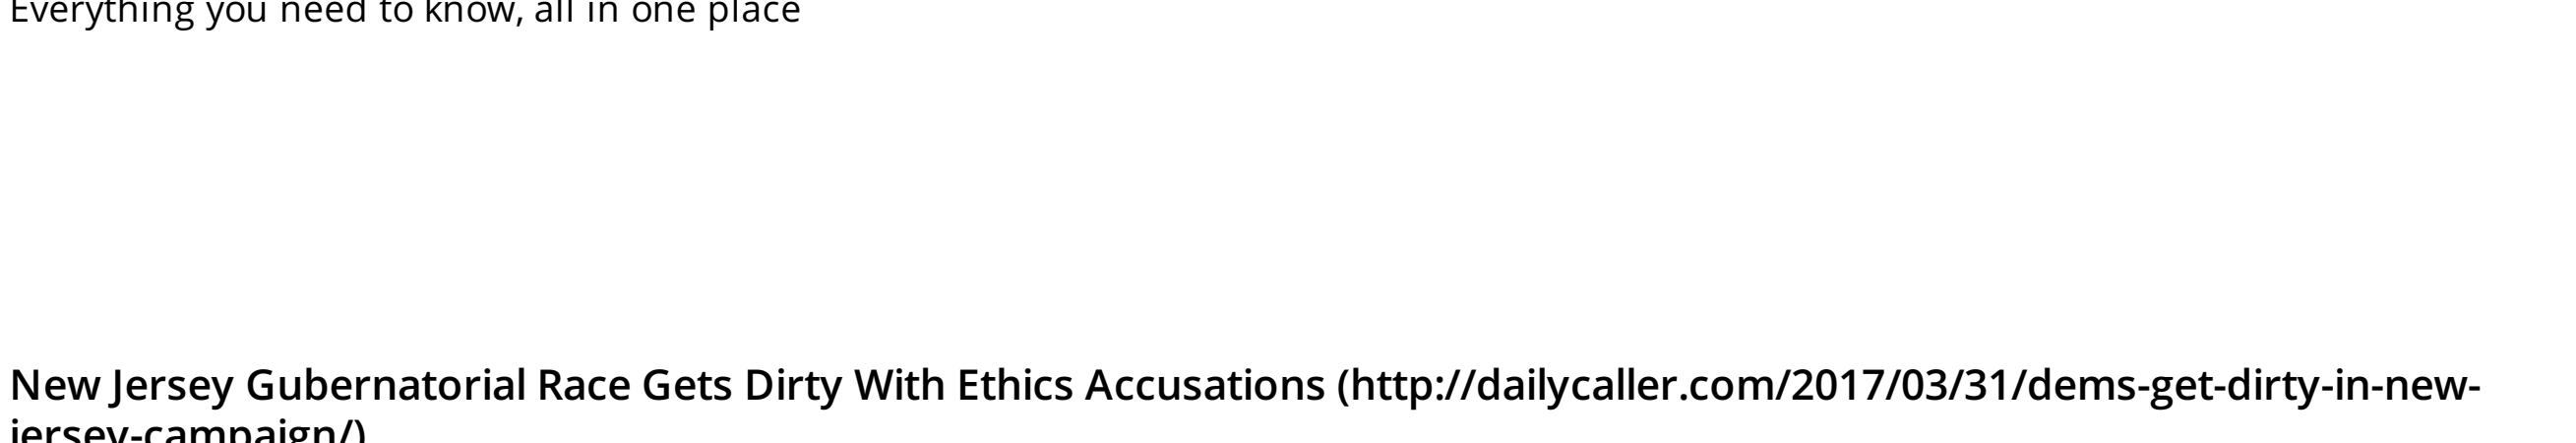 Everything you need to know, all in one place
New Jersey Gubernatorial Race Gets Dirty With Ethics Accusations (http://dailycaller.com/2017/03/31/dems-get-dirty-in-new-
jersey-campaign/)